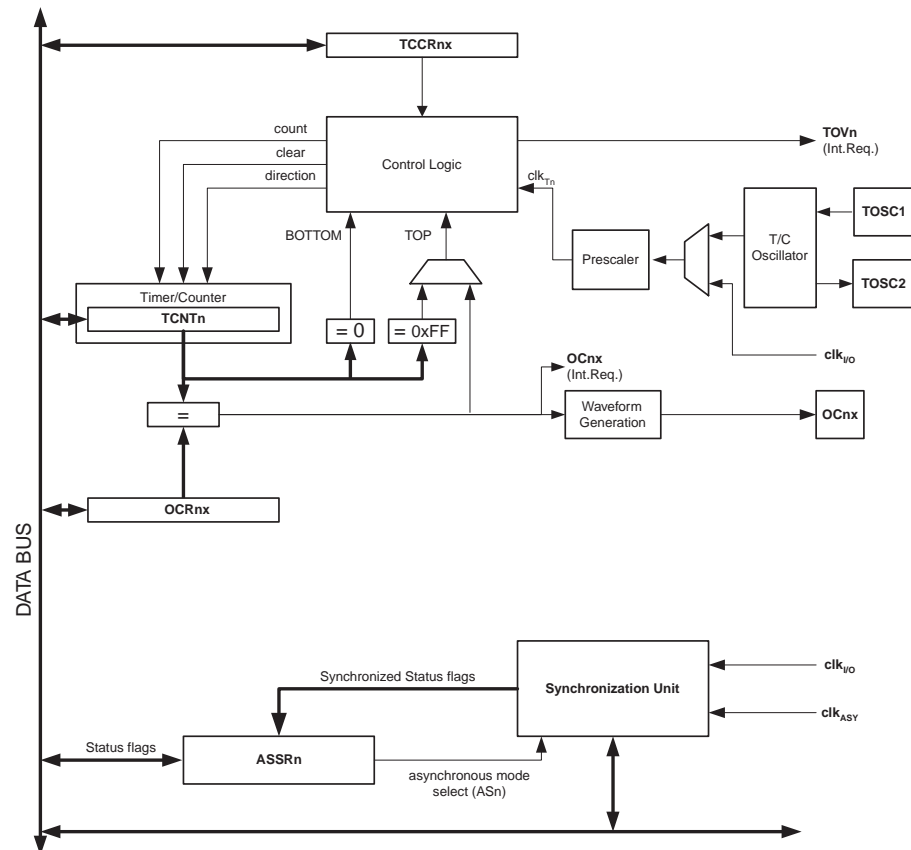 TCCRnx
count
clear
direction
Control Logic
TOVn
(Int.Req.)
clkTn
BOTTOM
TOP
TOSC1
T/C
Oscillator
Prescaler
TOSC2
Timer/Counter
TCNTn
= 0
= 0xFF
clkI/O
OCnx
(Int.Req.)
=
Waveform
Generation
OCnx
OCRnx
DATA BUS
Synchronized Status flags
Synchronization Unit
clkI/O
clkASY
Status flags
ASSRn
asynchronous mode
select (ASn)